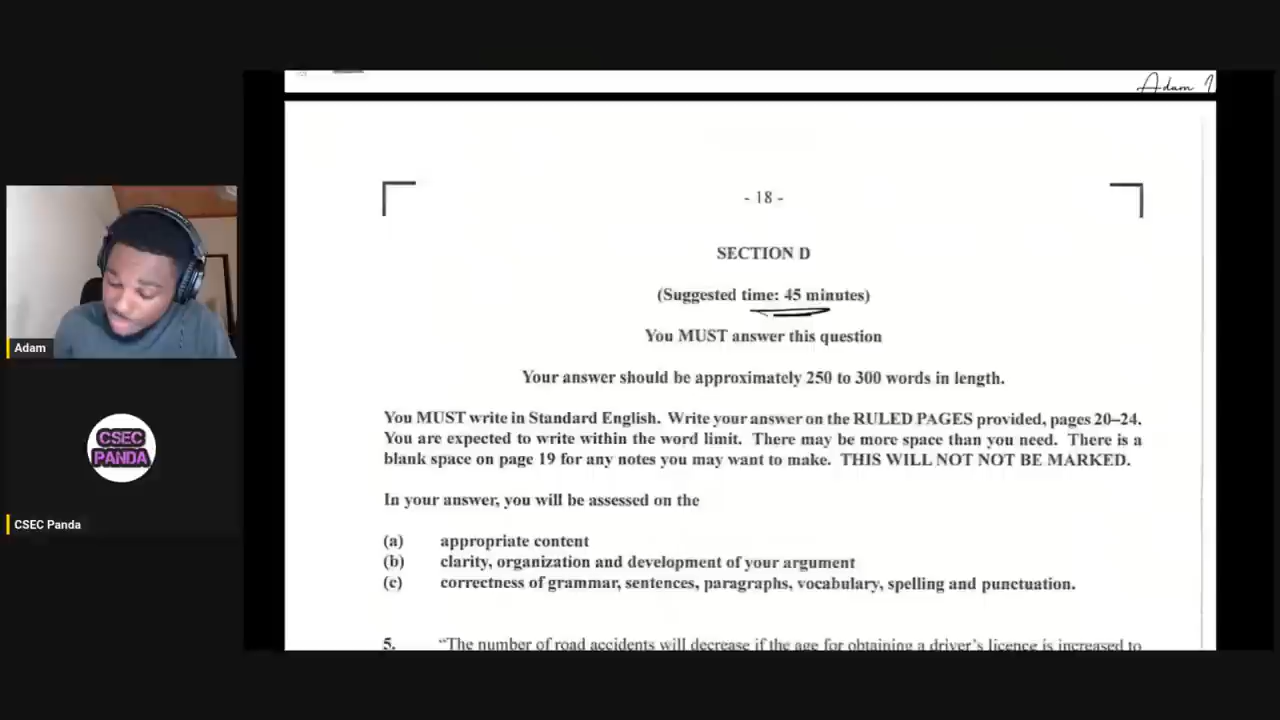 Adam
- 18 -
SECTION D
(Suggested time: 45 minutes)
You MUST answer this question
Your answer should be approximately 250 to 300 words in length.
You MUST write in Standard English. Write your answer on the RULED PAGES provided, pages 20–24.
You are expected to write within the word limit. There may be more space than you need. There is a
blank space on page 19 for any notes you may want to make. THIS WILL NOT NOT BE MARKED.
In your answer, you will be assessed on the
(a) appropriate content
(b) clarity, organization and development of your argument
(c) correctness of grammar, sentences, paragraphs, vocabulary, spelling and punctuation.
5. “The number of road accidents will decrease if the age for obtaining a driver’s licence is increased to
Adam
CSEC
PANDA
CSEC Panda